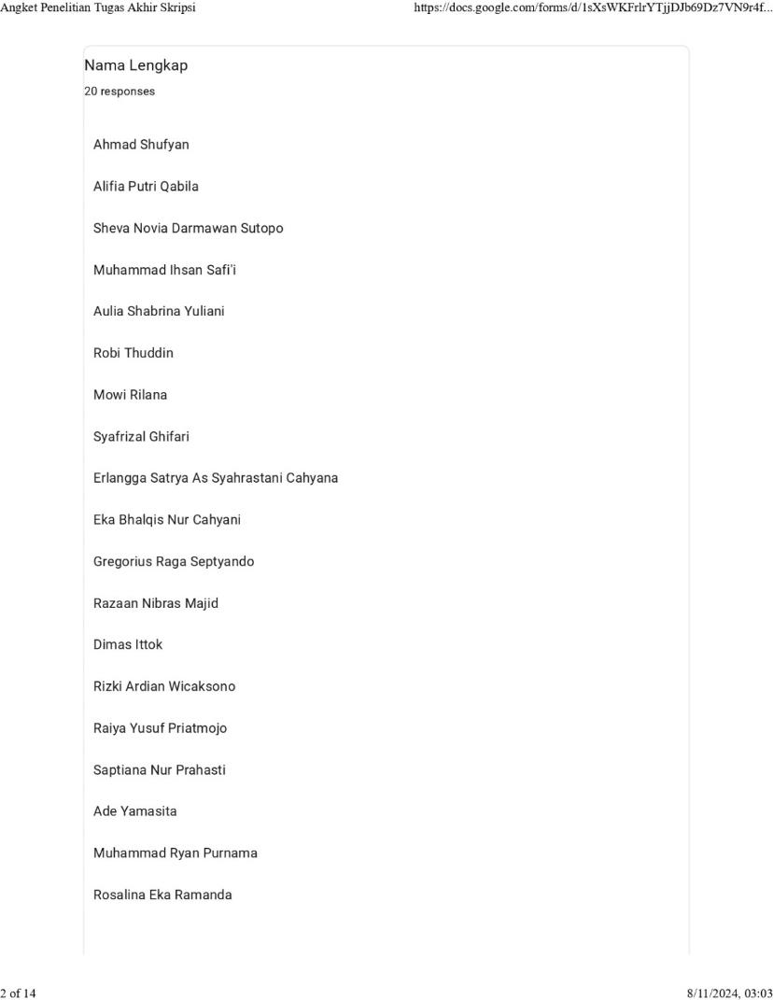 Angket Penelitian Tugas Akhir Skripsi
https://docs.google.com/forms/d/1sXsWKFrlrYTjjDJb69Dz7VN9r4f...
Nama Lengkap
20 responses
Ahmad Shufyan
Alifia Putri Qabila
Sheva Novia Darmawan Sutopo
Muhammad Ihsan Safi'i
Aulia Shabrina Yuliani
Robi Thuddin
Mowi Rilana
Syafrizal Ghifari
Erlangga Satrya As Syahrastani Cahyana
Eka Bhalqis Nur Cahyani
Gregorius Raga Septyando
Razaan Nibras Majid
Dimas Ittok
Rizki Ardian Wicaksono
Raiya Yusuf Priatmojo
Saptiana Nur Prahasti
Ade Yamasita
Muhammad Ryan Purnama
Rosalina Eka Ramanda
2 of 14
8/11/2024, 03:03